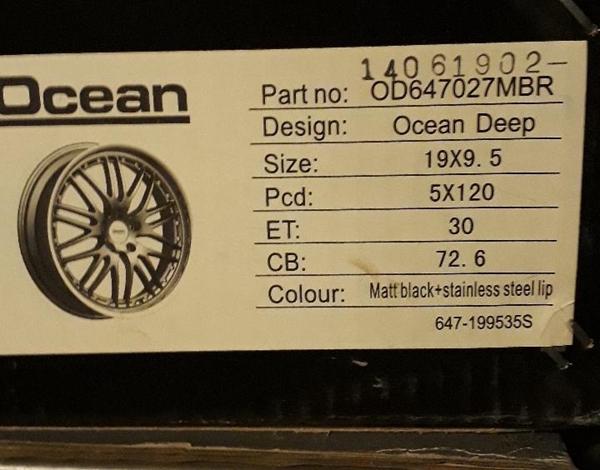 Ocean
14061902-
Part no: OD647027MBR
Design: Ocean Deep
Size: 19X9.5
Pcd: 5X120
ET: 30
CB: 72.6
Colour: Matt black+stainless steel lip
647-199535S